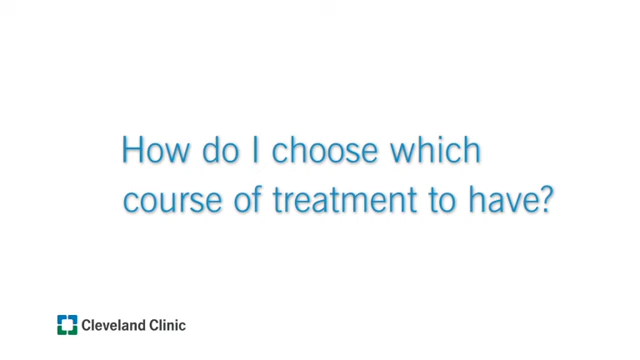 How do I choose which
course of treatment to have?
Cleveland Clinic